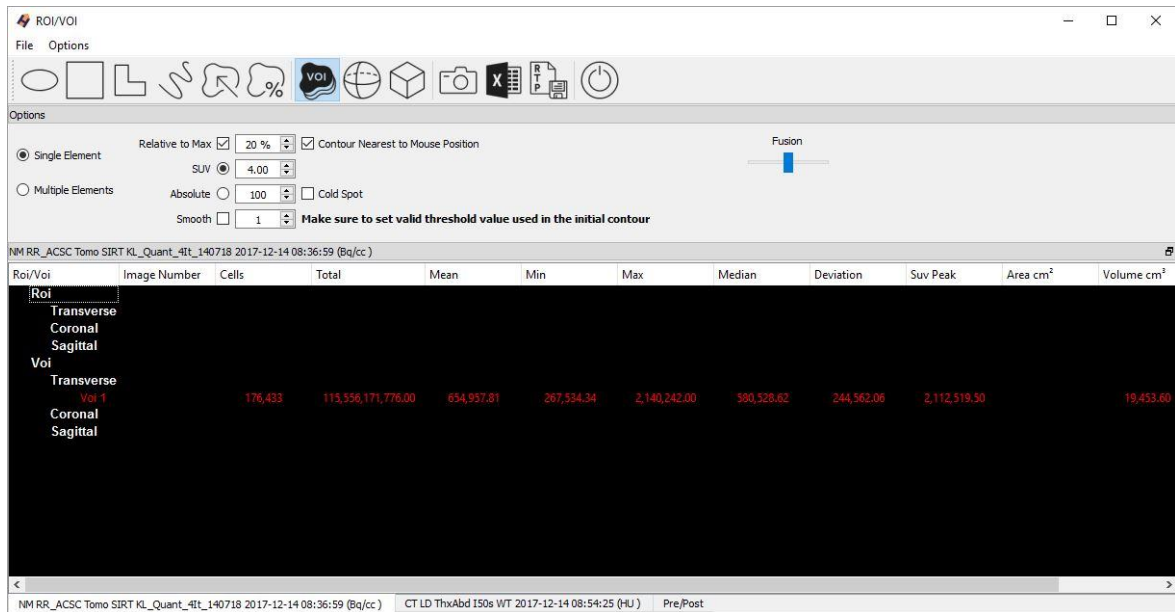 ROI/VOI
File Options
% VOI X RTP
Options
Single Element
Multiple Elements
Relative to Max 20 % Contour Nearest to Mouse Position
SUV 4.00
Absolute 100 Cold Spot
Smooth 1 Make sure to set valid threshold value used in the initial contour
Fusion
NM RR_ACSC Tomo SIRT KL_Quant_4It_140718 2017-12-14 08:36:59 (Bq/cc )
Roi/Voi Image Number Cells Total Mean Min Max Median Deviation Suv Peak Area cm² Volume cm³
Roi
Transverse
Coronal
Sagittal
Voi
Transverse
Voi 1 176,433 115,556,171,776.00 654,957.81 267,534.34 2,140,242.00 580,528.62 244,562.06 2,112,519.50 19,453.60
Coronal
Sagittal
NM RR_ACSC Tomo SIRT KL_Quant_4It_140718 2017-12-14 08:36:59 (Bq/cc ) CT LD ThxAbd I50s WT 2017-12-14 08:54:25 (HU ) Pre/Post